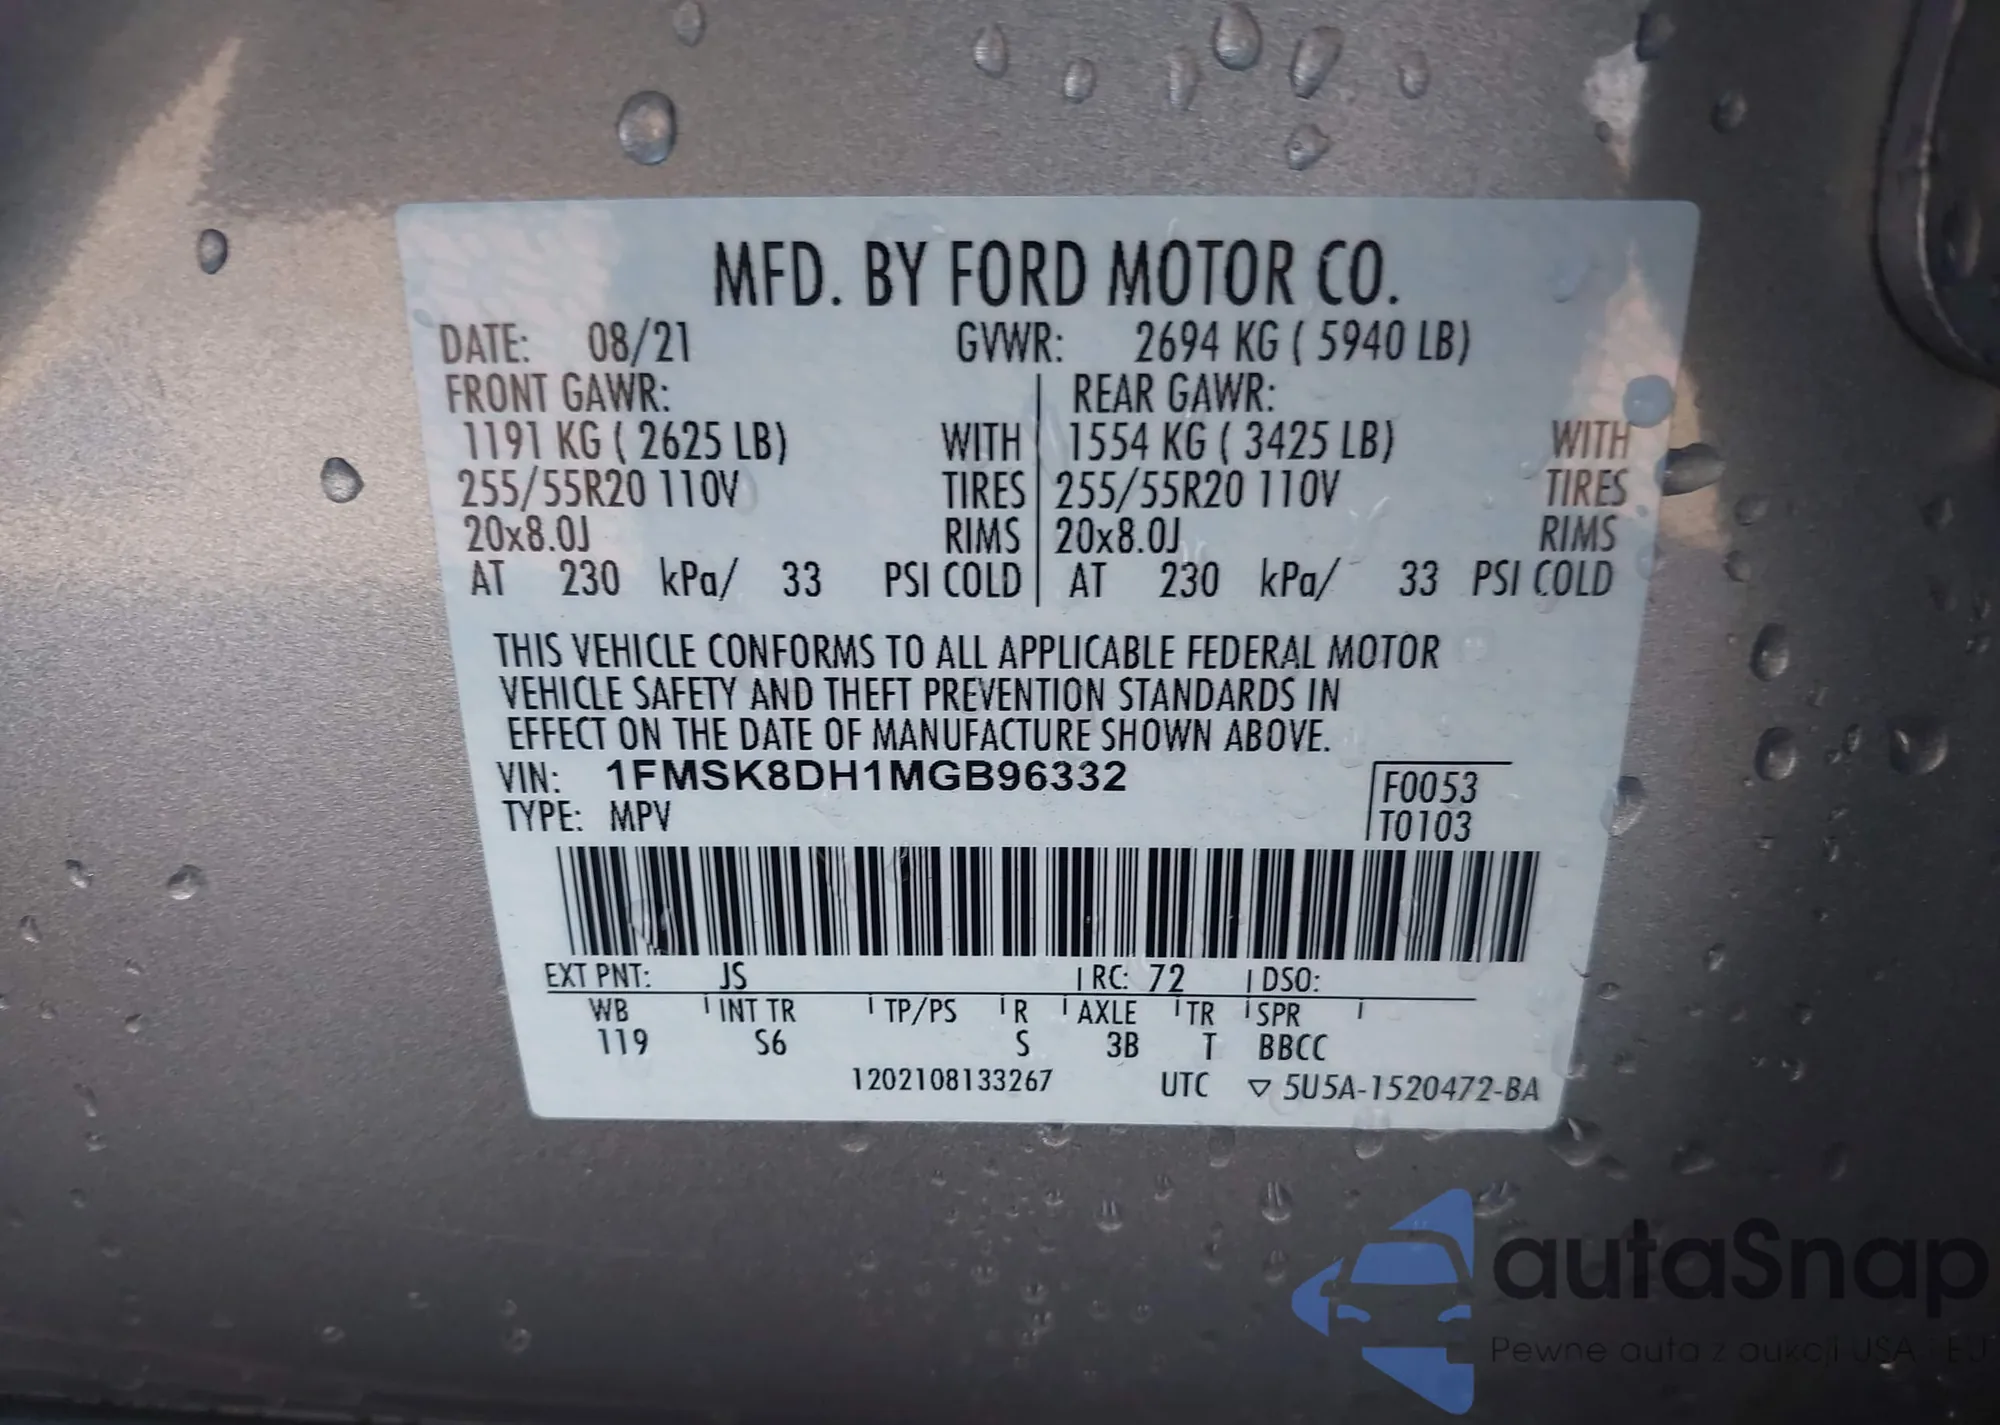 MFD. BY FORD MOTOR CO.
DATE: 08/21 GVWR: 2694 KG ( 5940 LB)
FRONT GAWR: REAR GAWR:
1191 KG ( 2625 LB) WITH 1554 KG ( 3425 LB) WITH
255/55R20 110V TIRES 255/55R20 110V TIRES
20x8.0J RIMS 20x8.0J RIMS
AT 230 kPa/ 33 PSI COLD AT 230 kPa/ 33 PSI COLD
THIS VEHICLE CONFORMS TO ALL APPLICABLE FEDERAL MOTOR
VEHICLE SAFETY AND THEFT PREVENTION STANDARDS IN
EFFECT ON THE DATE OF MANUFACTURE SHOWN ABOVE.
VIN: 1FMSK8DH1MGB96332 F0053
TYPE: MPV T0103
EXT PNT: JS RC: 72 DSO:
WB INT TR TP/PS R AXLE TR SPR
119 S6 S 3B T BBCC
1202108133267 UTC ▽ 5U5A-1520472-BA
autaSnap
Pewne auta z aukcji USA i EU